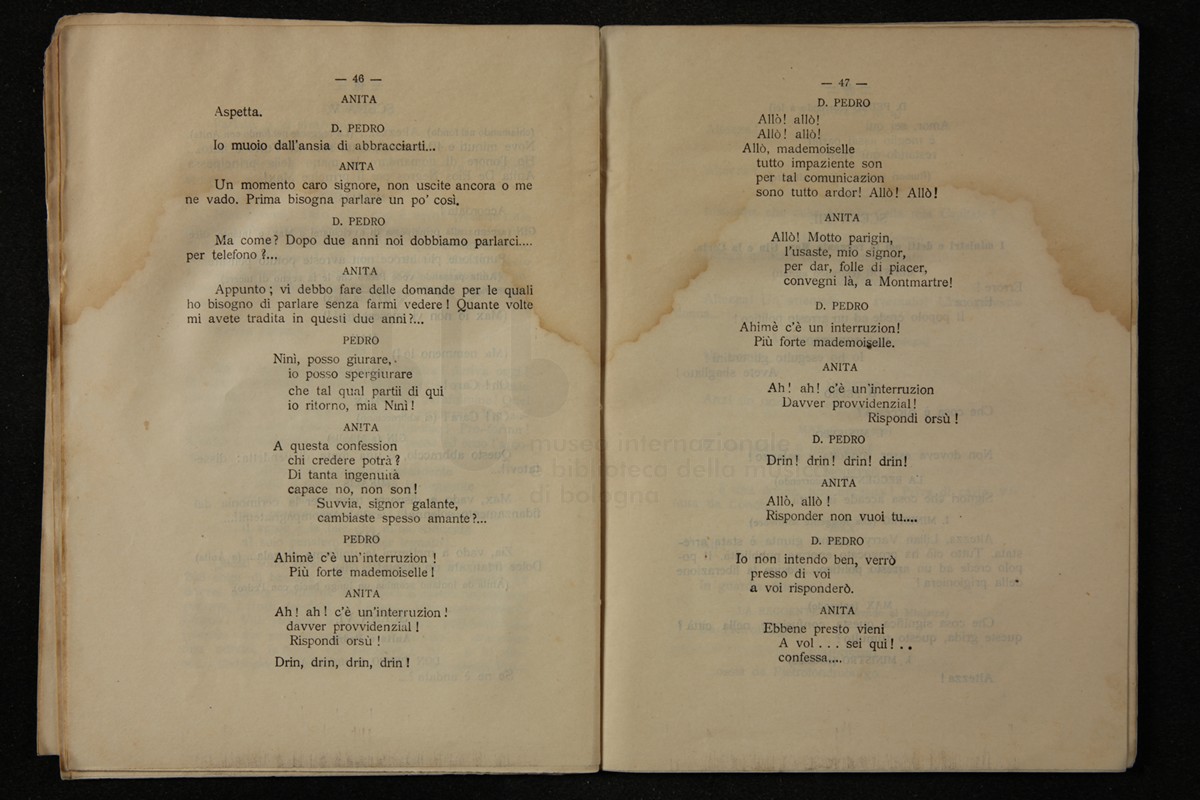 — 46 —
ANITA
Aspetta.
D. PEDRO
Io muoio dall'ansia di abbracciarti...
ANITA
Un momento caro signore, non uscite ancora o me
ne vado. Prima bisogna parlare un po' così.
D. PEDRO
Ma come? Dopo due anni noi dobbiamo parlarci....
per telefono ?...
ANITA
Appunto ; vi debbo fare delle domande per le quali
ho bisogno di parlare senza farmi vedere ! Quante volte
mi avete tradita in questi due anni ?...
PEDRO
Ninì, posso giurare,
io posso spergiurare
che tal qual partii di qui
io ritorno, mia Ninì !
ANITA
A questa confession
chi credere potrà ?
Di tanta ingenuità
capace no, non son !
Suvvia, signor galante,
cambiaste spesso amante ?...
PEDRO
Ahimè c'è un'interruzion !
Più forte mademoiselle !
ANITA
Ah ! ah ! c'è un'interruzion !
davver provvidenzial !
Rispondi orsù !
Drin, drin, drin, drin !
— 47 —
D. PEDRO
Allò! allò!
Allò! allò!
Allò, mademoiselle
tutto impaziente son
per tal comunicazion
sono tutto ardor! Allò! Allò!
ANITA
Allò! Motto parigin,
l'usaste, mio signor,
per dar, folle di piacer,
convegni là, a Montmartre!
D. PEDRO
Ahimè c'è un interruzion!
Più forte mademoiselle.
ANITA
Ah ! ah ! c'è un'interruzion
Davver provvidenzial !
Rispondi orsù !
D. PEDRO
Drin! drin! drin! drin!
ANITA
Allò, allò !
Risponder non vuoi tu....
D. PEDRO
Io non intendo ben, verrò
presso di voi
a voi risponderò.
ANITA
Ebbene presto vieni
A vol . . . sei qui ! . .
confessa....
museo internazionale
e biblioteca della musica
di bologna